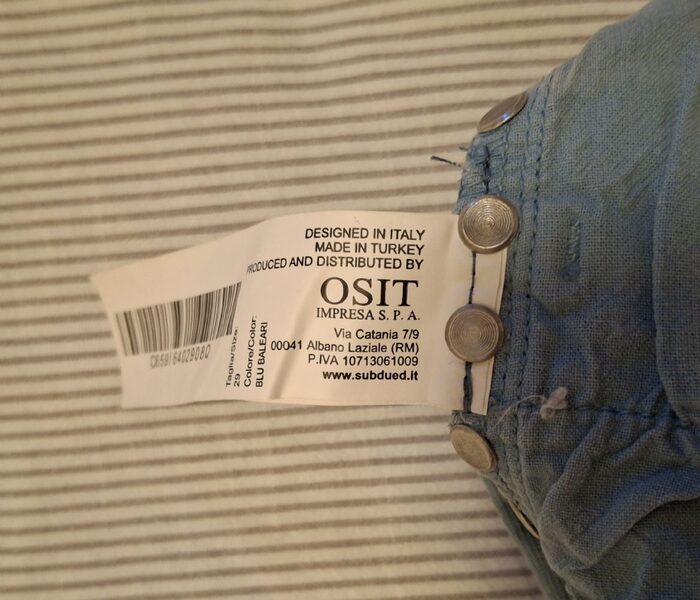 DESIGNED IN ITALY
MADE IN TURKEY
PRODUCED AND DISTRIBUTED BY
OSIT
IMPRESA S. P. A.
Via Catania 7/9
00041 Albano Laziale (RM)
P.IVA 10713061009
www.subdued.it
Taglia/Size:
29
Colore/Color:
BLU BALEARI